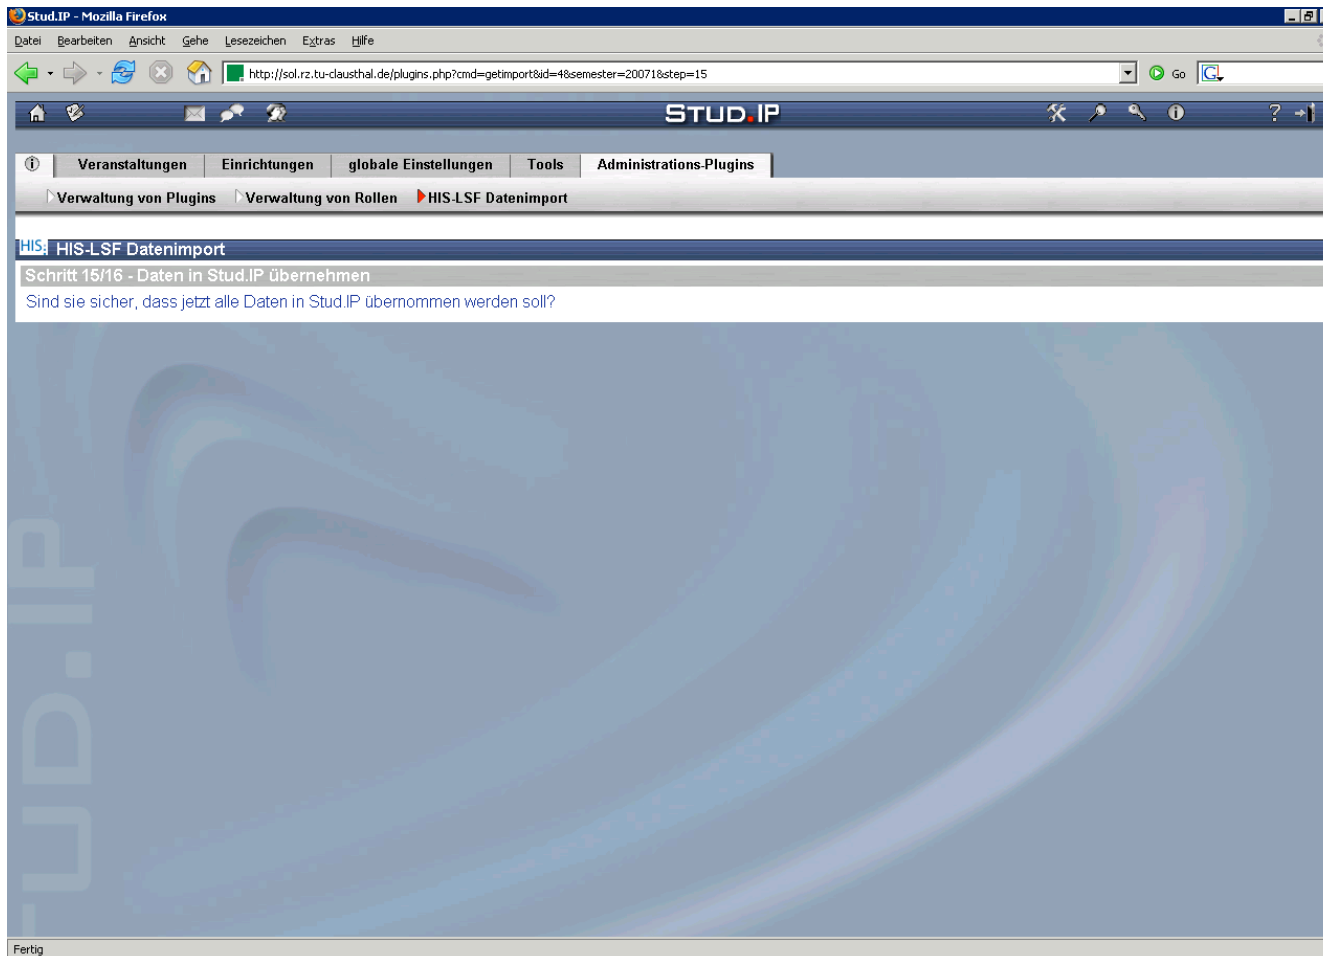 Stud.IP - Mozilla Firefox
Datei Bearbeiten Ansicht Gehe Lesezeichen Extras Hilfe
http://sol.rz.tu-clausthal.de/plugins.php?cmd=getimport&id=4&semester=20071&step=15 Go G
STUD.IP
Veranstaltungen Einrichtungen globale Einstellungen Tools Administrations-Plugins
Verwaltung von Plugins Verwaltung von Rollen HIS-LSF Datenimport
HIS: HIS-LSF Datenimport
Schritt 15/16 - Daten in Stud.IP übernehmen
Sind sie sicher, dass jetzt alle Daten in Stud.IP übernommen werden soll?
TUD.IP
Fertig